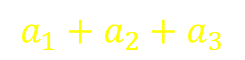 a₁ + a₂ + a₃